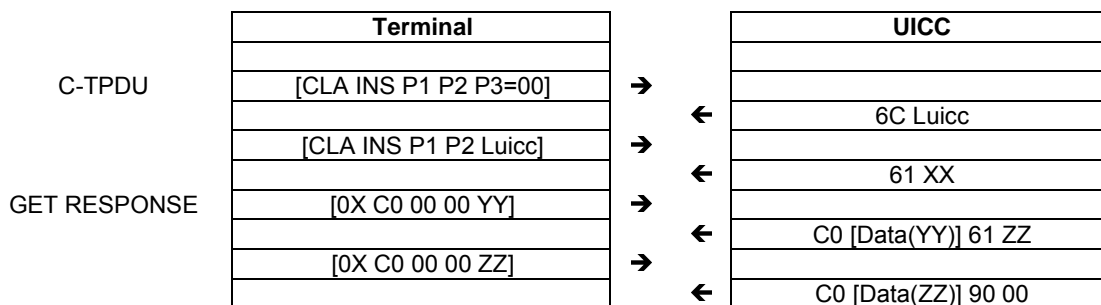 Terminal UICC
C-TPDU [CLA INS P1 P2 P3=00] ➔
🡰 6C Luicc
[CLA INS P1 P2 Luicc] ➔
🡰 61 XX
GET RESPONSE [0X C0 00 00 YY] ➔
🡰 C0 [Data(YY)] 61 ZZ
[0X C0 00 00 ZZ] ➔
🡰 C0 [Data(ZZ)] 90 00